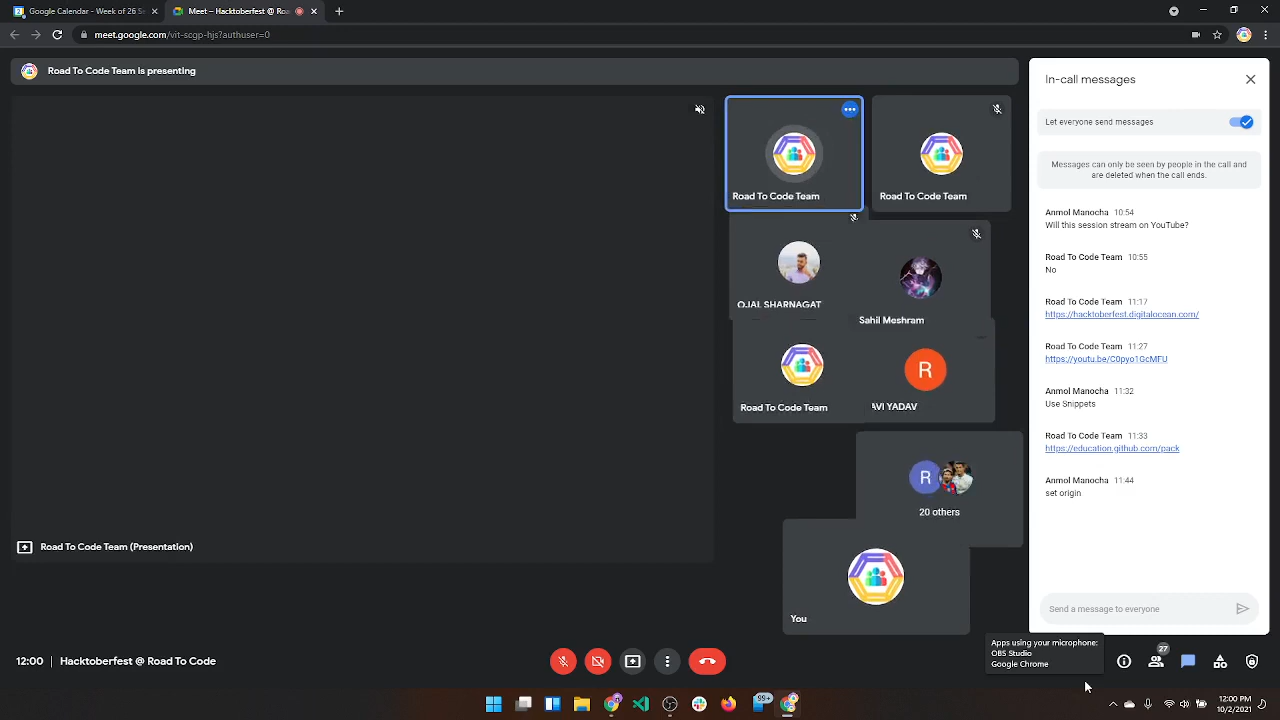 Google Calendar - Week of 26 Se
Meet – Hacktoberfest @ Roa
meet.google.com/vit-scgp-hjs?authuser=0
Road To Code Team is presenting
Road To Code Team
Road To Code Team
OJAL SHARNAGAT
Sahil Meshram
Road To Code Team
R
AVI YADAV
R
20 others
You
Road To Code Team (Presentation)
In-call messages
Let everyone send messages
Messages can only be seen by people in the call and
are deleted when the call ends.
Anmol Manocha 10:54
Will this session stream on YouTube?
Road To Code Team 10:55
No
Road To Code Team 11:17
https://hacktoberfest.digitalocean.com/
Road To Code Team 11:27
https://youtu.be/C0pyo1GcMFU
Anmol Manocha 11:32
Use Snippets
Road To Code Team 11:33
https://education.github.com/pack
Anmol Manocha 11:44
set origin
Send a message to everyone
Apps using your microphone:
OBS Studio
Google Chrome
27
12:00 | Hacktoberfest @ Road To Code
99+
12:00 PM
10/2/2021